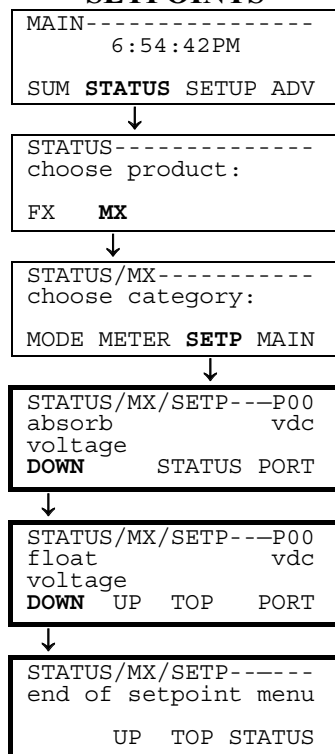 SETPOINTS
MAIN----------------
6:54:42PM
SUM STATUS SETUP ADV
STATUS--------------
choose product:
FX MX
STATUS/MX-----------
choose category:
MODE METER SETP MAIN
STATUS/MX/SETP--—P00
absorb vdc
voltage
DOWN STATUS PORT
STATUS/MX/SETP--—P00
float vdc
voltage
DOWN UP TOP PORT
STATUS/MX/SETP--—---
end of setpoint menu
UP TOP STATUS